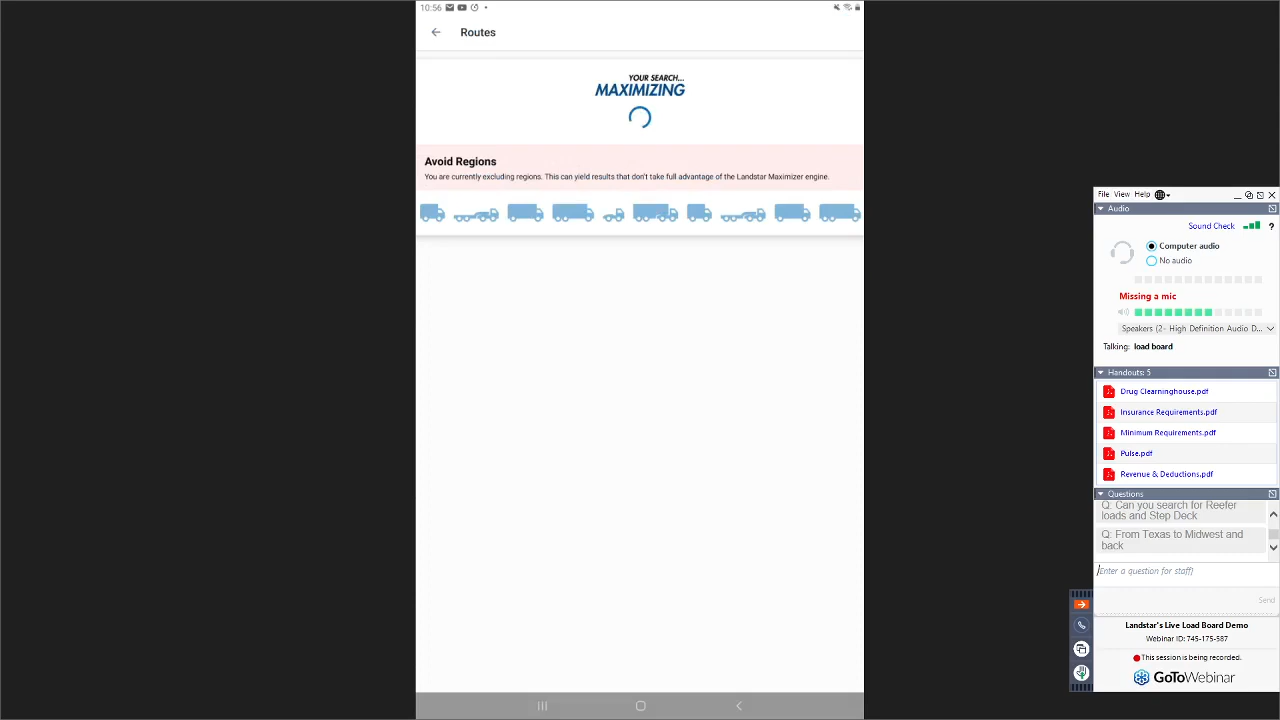 10:56
Routes
YOUR SEARCH...
MAXIMIZING
Avoid Regions
You are currently excluding regions. This can yield results that don't take full advantage of the Landstar Maximizer engine.
File View Help
Audio
Sound Check ?
Computer audio
No audio
Missing a mic
Speakers (2- High Definition Audio D...
Talking: load board
Handouts: 5
Drug Clearninghouse.pdf
Insurance Requirements.pdf
Minimum Requirements.pdf
Pulse.pdf
Revenue & Deductions.pdf
Questions
Q: Can you search for Reefer
loads and Step Deck
Q: From Texas to Midwest and
back
[Enter a question for staff]
Send
Landstar's Live Load Board Demo
Webinar ID: 745-175-587
This session is being recorded.
GoToWebinar